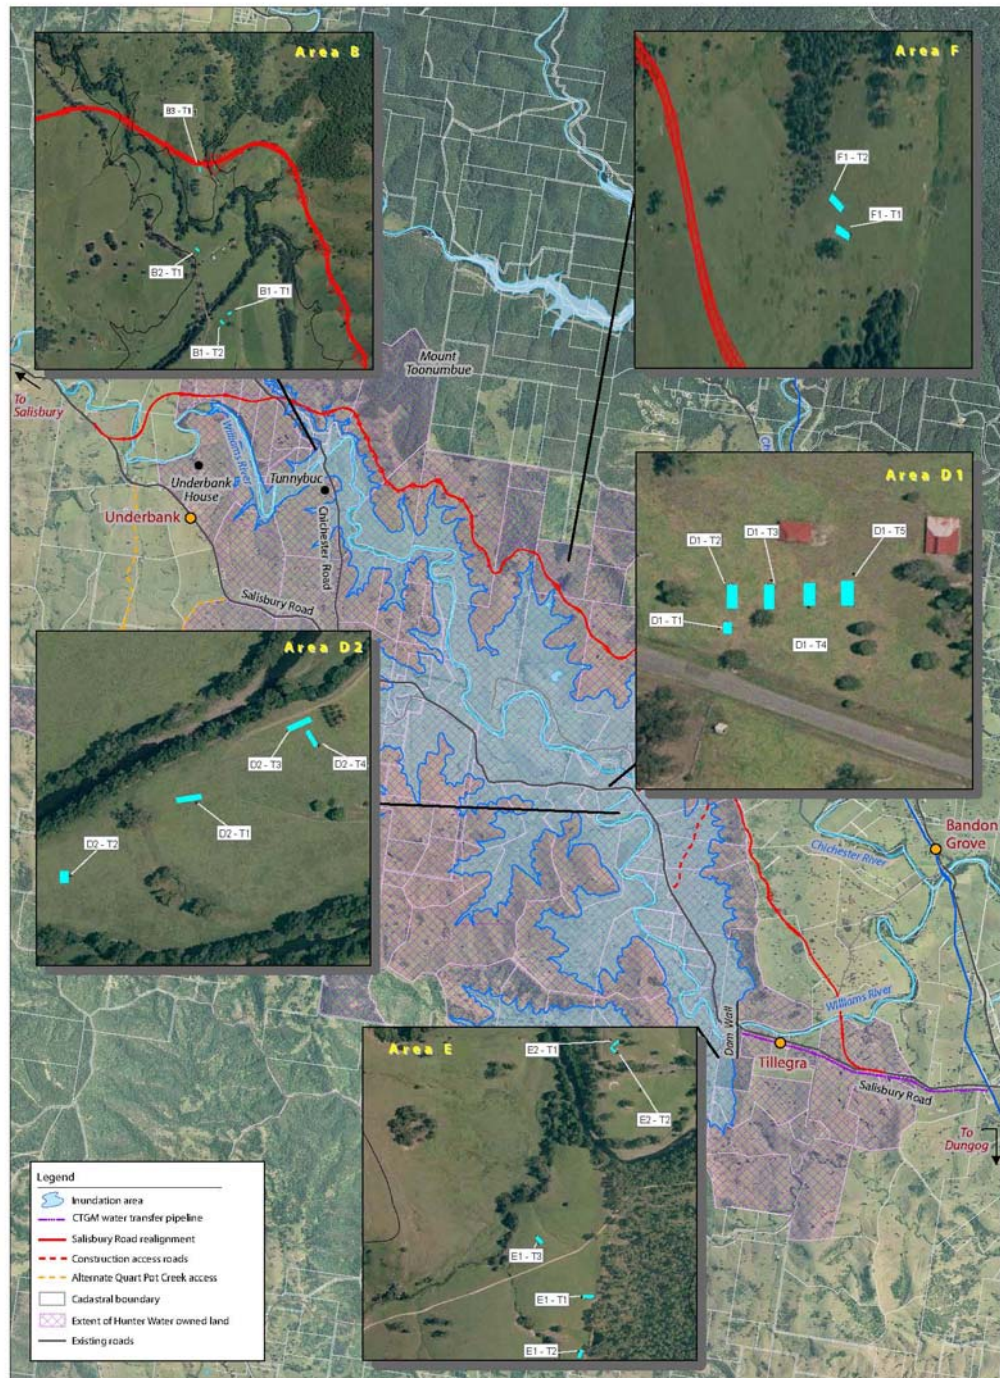 Area B
B3 - T1
B2 - T1
B1 - T1
B1 - T2
Area F
F1 - T2
F1 - T1
Mount
Toonumbue
To
Salisbury
Williams River
Underbank
House
Tunnybuc
Underbank
Chichester Road
Salisbury Road
Area D1
D1 - T2
D1 - T3
D1 - T5
D1 - T1
D1 - T4
Area D2
D2 - T3
D2 - T4
D2 - T1
D2 - T2
Bandon
Grove
Chichester River
Williams River
Dam Wall
Tillegra
Salisbury Road
To
Dungog
Area E
E2 - T1
E2 - T2
E1 - T3
E1 - T1
E1 - T2
Legend
Inundation area
CTGM water transfer pipeline
Salisbury Road realignment
Construction access roads
Alternate Quart Pot Creek access
Cadastral boundary
Extent of Hunter Water owned land
Existing roads